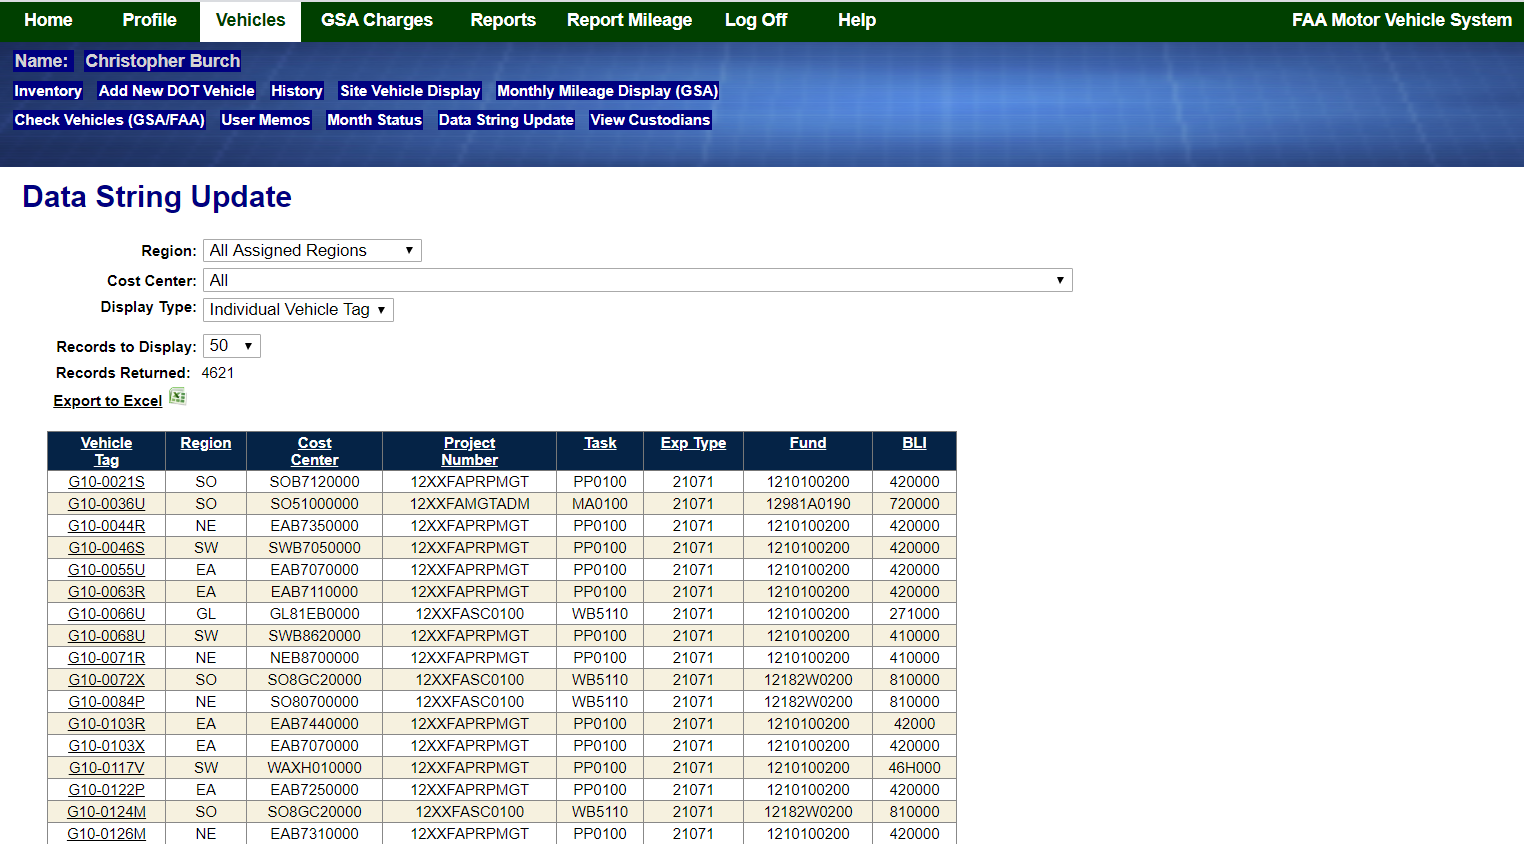 Home Profile Vehicles GSA Charges Reports Report Mileage Log Off Help FAA Motor Vehicle System
Name: Christopher Burch
Inventory Add New DOT Vehicle History Site Vehicle Display Monthly Mileage Display (GSA)
Check Vehicles (GSA/FAA) User Memos Month Status Data String Update View Custodians
Data String Update
Region: All Assigned Regions
Cost Center: All
Display Type: Individual Vehicle Tag
Records to Display: 50
Records Returned: 4621
Export to Excel
Vehicle Tag Region Cost Center Project Number Task Exp Type Fund BLI
G10-0021S SO SOB7120000 12XXFAPRPMGT PP0100 21071 1210100200 420000
G10-0036U SO SO51000000 12XXFAMGTADM MA0100 21071 12981A0190 720000
G10-0044R NE EAB7350000 12XXFAPRPMGT PP0100 21071 1210100200 420000
G10-0046S SW SWB7050000 12XXFAPRPMGT PP0100 21071 1210100200 420000
G10-0055U EA EAB7070000 12XXFAPRPMGT PP0100 21071 1210100200 420000
G10-0063R EA EAB7110000 12XXFAPRPMGT PP0100 21071 1210100200 420000
G10-0066U GL GL81EB0000 12XXFASC0100 WB5110 21071 1210100200 271000
G10-0068U SW SWB8620000 12XXFAPRPMGT PP0100 21071 1210100200 410000
G10-0071R NE NEB8700000 12XXFAPRPMGT PP0100 21071 1210100200 410000
G10-0072X SO SO8GC20000 12XXFASC0100 WB5110 21071 12182W0200 810000
G10-0084P NE SO80700000 12XXFASC0100 WB5110 21071 12182W0200 810000
G10-0103R EA EAB7440000 12XXFAPRPMGT PP0100 21071 1210100200 42000
G10-0103X EA EAB7070000 12XXFAPRPMGT PP0100 21071 1210100200 420000
G10-0117V SW WAXH010000 12XXFAPRPMGT PP0100 21071 1210100200 46H000
G10-0122P EA EAB7250000 12XXFAPRPMGT PP0100 21071 1210100200 420000
G10-0124M SO SO8GC20000 12XXFASC0100 WB5110 21071 12182W0200 810000
G10-0126M NE EAB7310000 12XXFAPRPMGT PP0100 21071 1210100200 420000